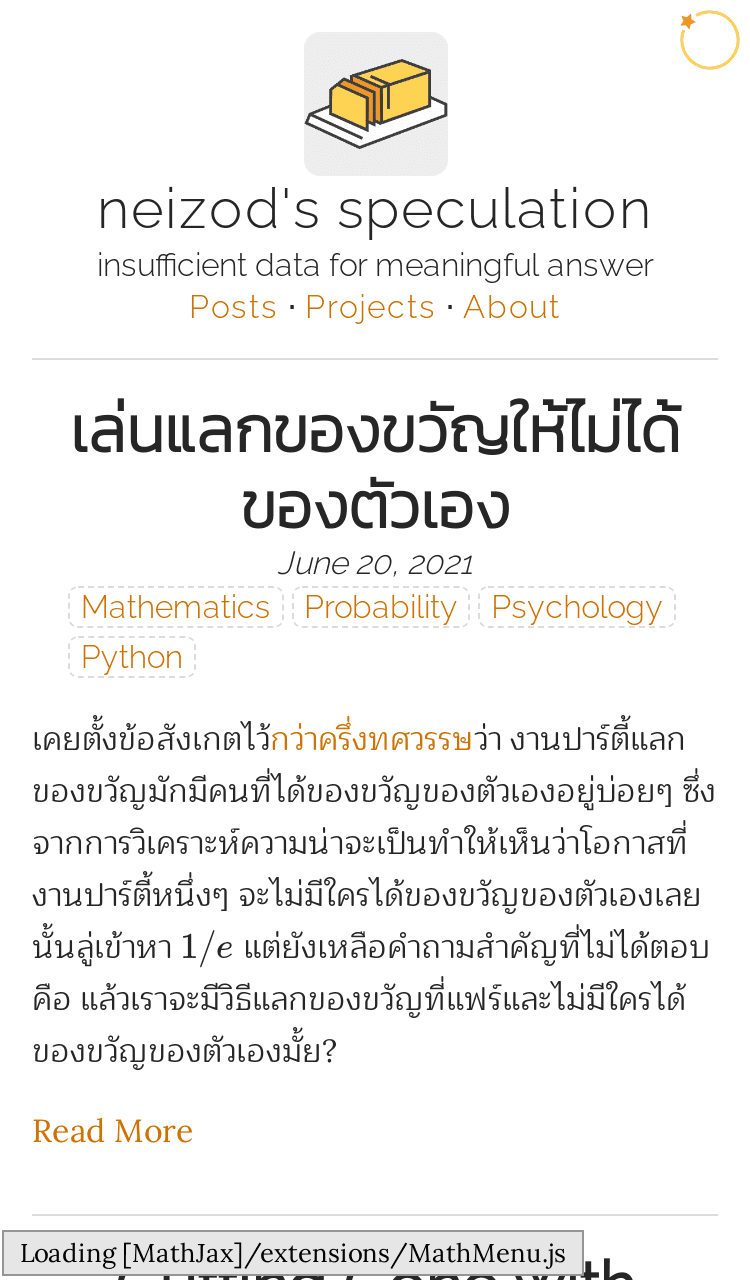 neizod's speculation
insufficient data for meaningful answer
Posts · Projects · About
เล่นแลกของขวัญให้ไม่ได้
ของตัวเอง
June 20, 2021
Mathematics Probability Psychology
Python
เคยตั้งข้อสังเกตไว้กว่าครึ่งทศวรรษว่า งานปาร์ตี้แลก
ของขวัญมักมีคนที่ได้ของขวัญของตัวเองอยู่บ่อยๆ ซึ่ง
จากการวิเคราะห์ความน่าจะเป็นทำให้เห็นว่าโอกาสที่
งานปาร์ตี้หนึ่งๆ จะไม่มีใครได้ของขวัญของตัวเองเลย
นั้นลู่เข้าหา 1/e แต่ยังเหลือคำถามสำคัญที่ไม่ได้ตอบ
คือ แล้วเราจะมีวิธีแลกของขวัญที่แฟร์และไม่มีใครได้
ของขวัญของตัวเองมั้ย?
Read More
Loading [MathJax]/extensions/MathMenu.js